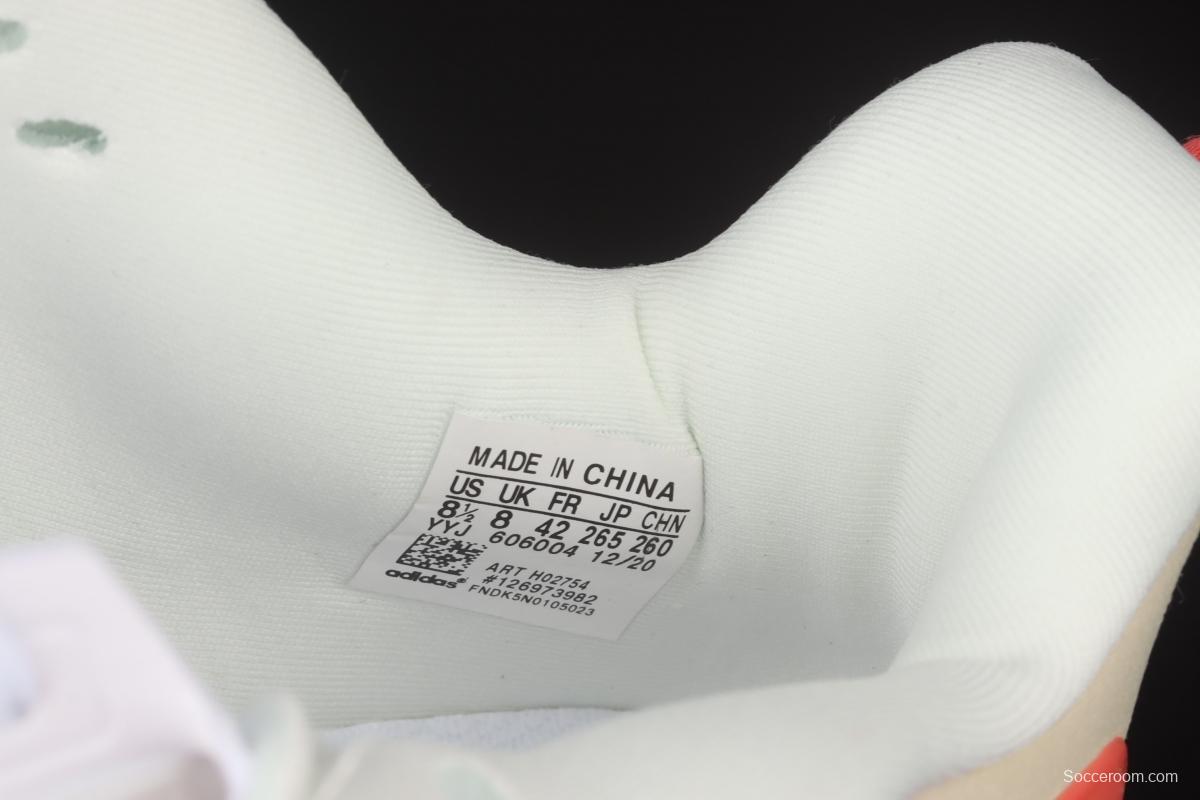 MADE IN CHINA
US UK FR JP CHN
8½ 8 42 265 260
YYJ 606004 12/20
ART H02754
#126973982
adidas® FNDK5N0105023
Socceroom.com